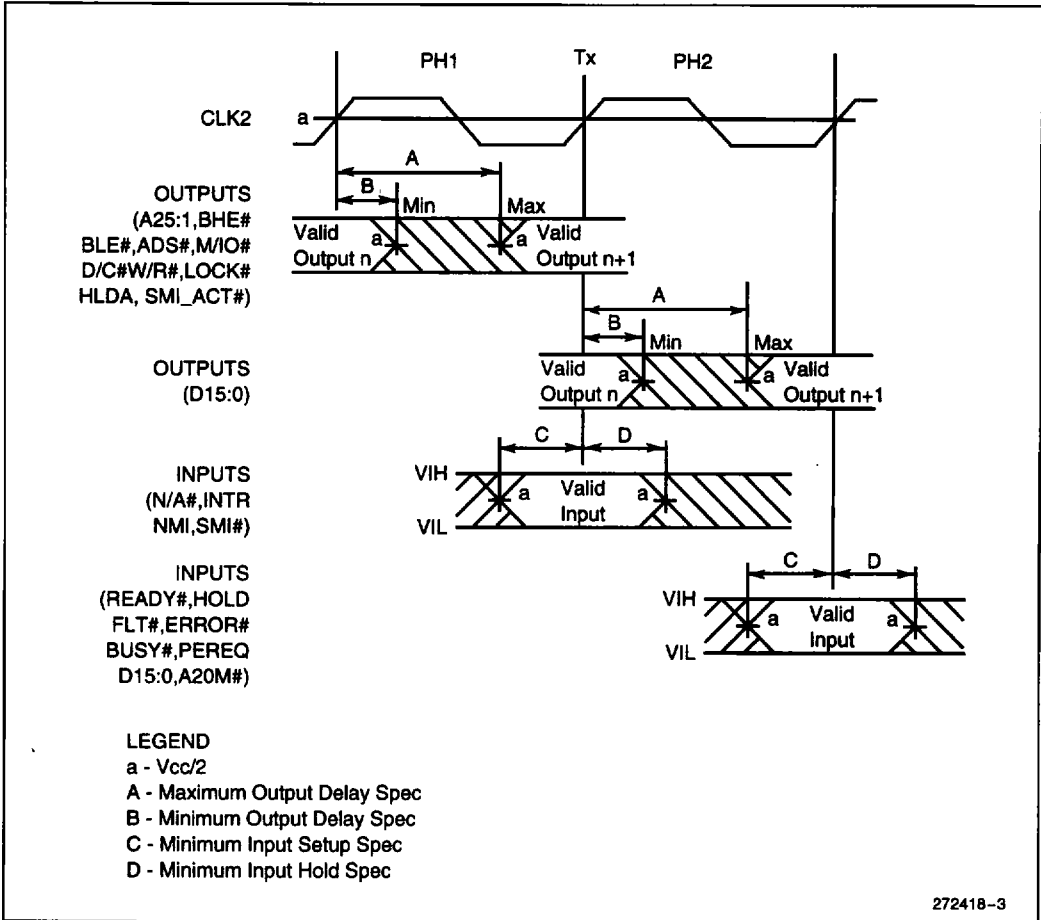 PH1 Tx PH2
CLK2 a
A
B
OUTPUTS
(A25:1,BHE#
BLE#,ADS#,M/IO#
D/C#W/R#,LOCK#
HLDA, SMI_ACT#)
Min Max
Valid
Output n
a a
Valid
Output n+1
A
B
OUTPUTS
(D15:0)
Min Max
Valid
Output n
a a
Valid
Output n+1
C D
INPUTS
(N/A#,INTR
NMI,SMI#)
VIH
VIL
a Valid a
Input
C D
INPUTS
(READY#,HOLD
FLT#,ERROR#
BUSY#,PEREQ
D15:0,A20M#)
VIH
VIL
a Valid a
Input
LEGEND
a - Vcc/2
A - Maximum Output Delay Spec
B - Minimum Output Delay Spec
C - Minimum Input Setup Spec
D - Minimum Input Hold Spec
272418-3